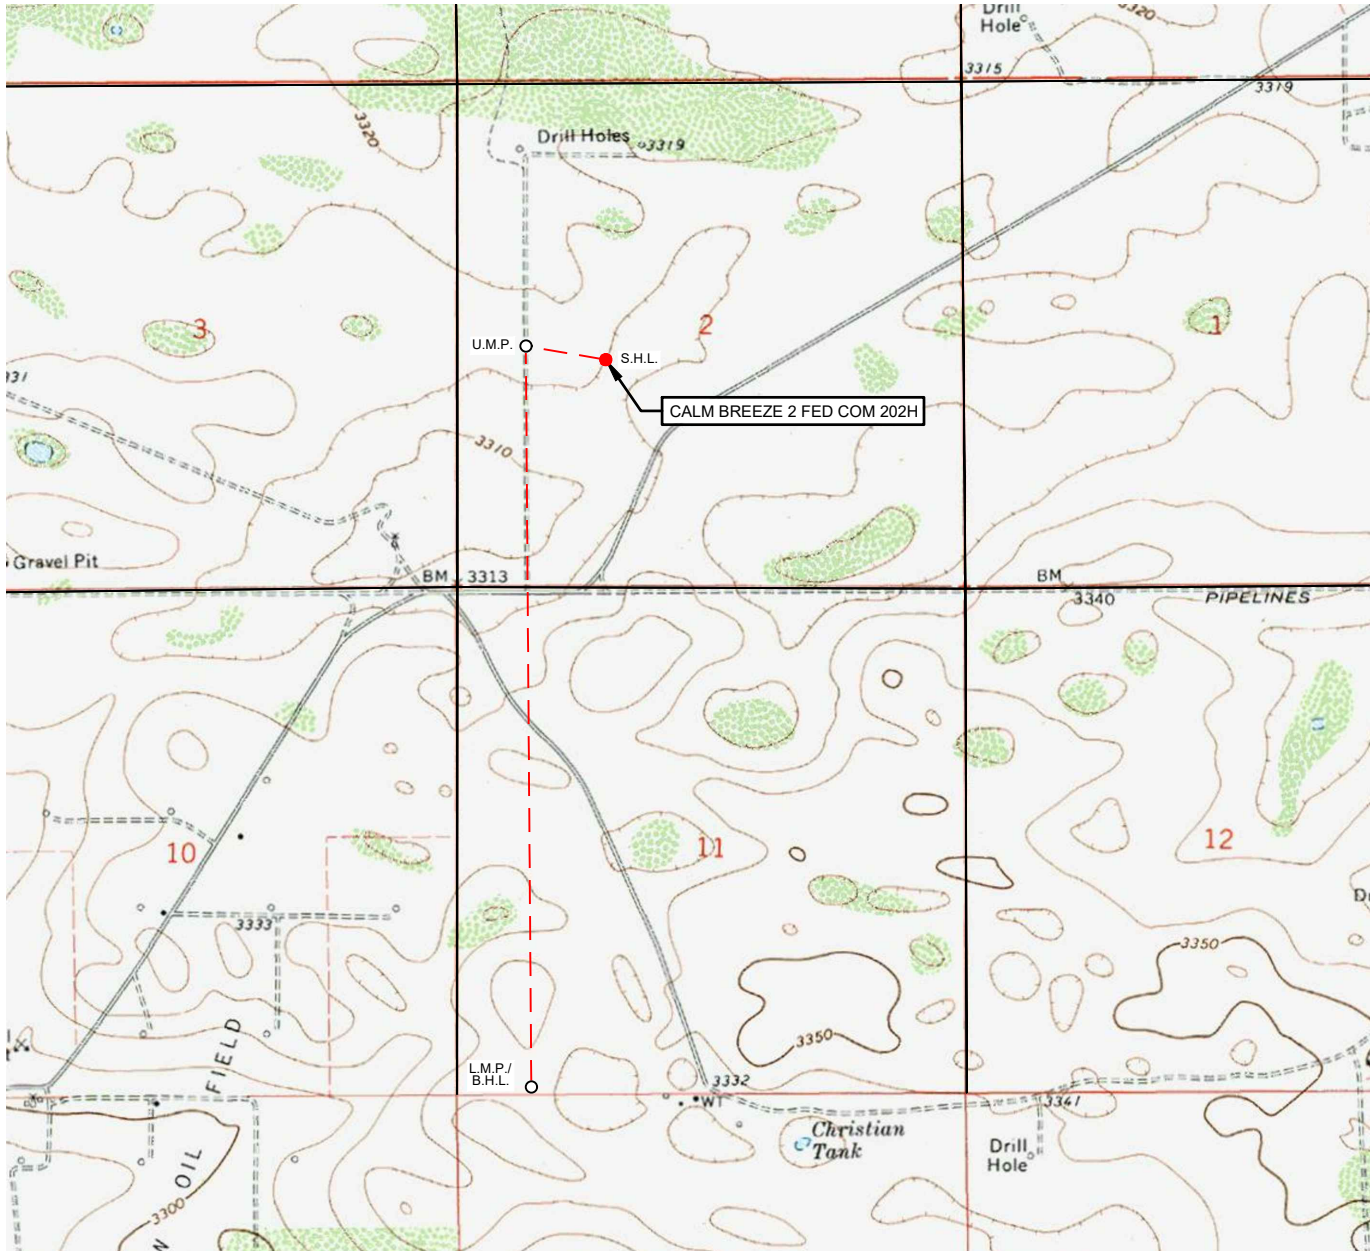 Drill
Hole
3320
3315
3319
3320
Drill Holes
3319
3
2
1
U.M.P.
S.H.L.
331
CALM BREEZE 2 FED COM 202H
3310
Gravel Pit
BM
3313
BM
3340
PIPELINES
10
11
12
3333
3350
3350
FIELD
L.M.P./
B.H.L.
3332
WT
3341
Christian
Tank
Drill
Hole
OIL
3300